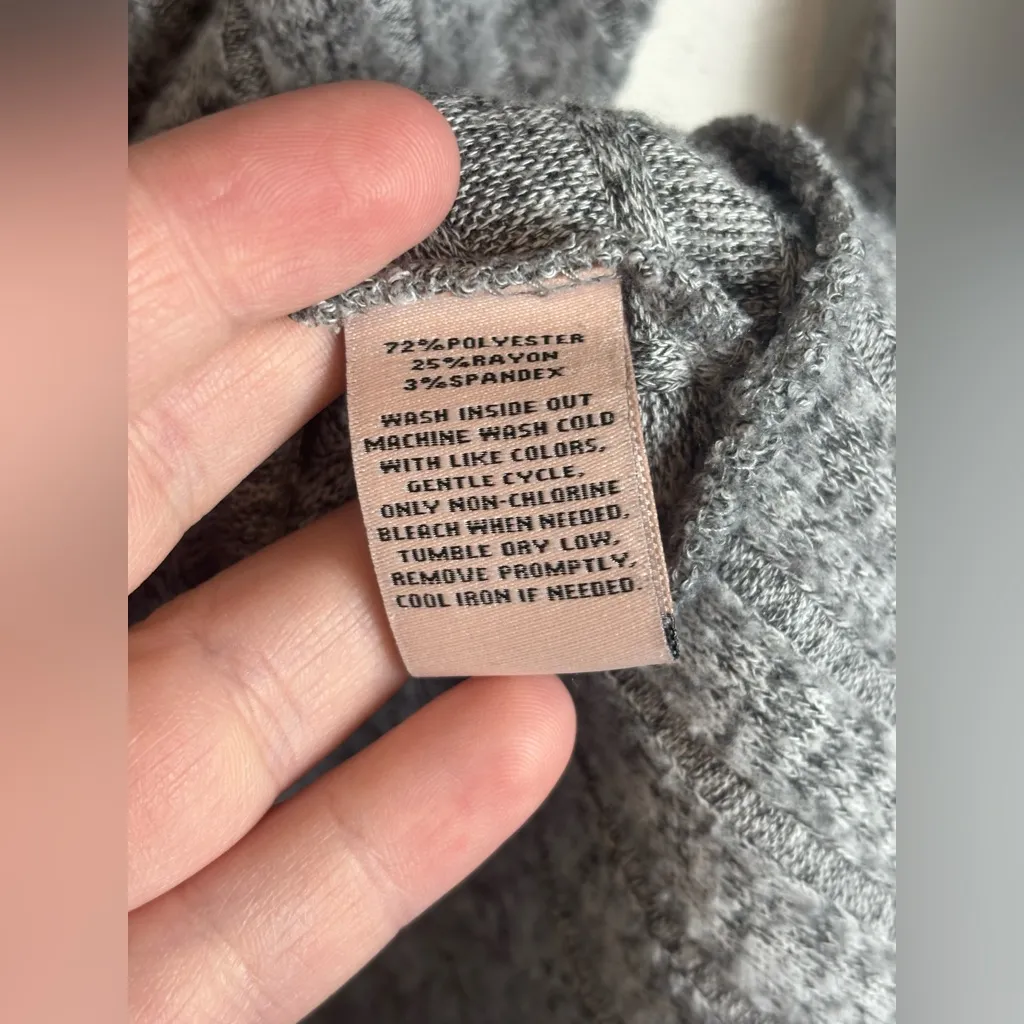 72%POLYESTER
25%RAYON
3%SPANDEX
WASH INSIDE OUT
MACHINE WASH COLD
WITH LIKE COLORS,
GENTLE CYCLE,
ONLY NON-CHLORINE
BLEACH WHEN NEEDED,
TUMBLE DRY LOW,
REMOVE PROMPTLY,
COOL IRON IF NEEDED.